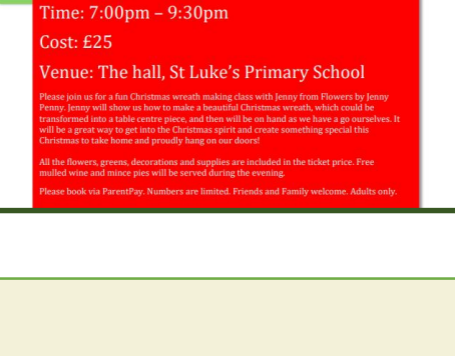 Time: 7:00pm – 9:30pm
Cost: £25
Venue: The hall, St Luke's Primary School
Please join us for a fun Christmas wreath making class with Jenny from Flowers by Jenny
Penny. Jenny will show us how to make a beautiful Christmas wreath, which could be
transformed into a table centre piece, and then will be on hand as we have a go ourselves. It
will be a great way to get into the Christmas spirit and create something special this
Christmas to take home and proudly hang on our doors!
All the flowers, greens, decorations and supplies are included in the ticket price. Free
mulled wine and mince pies will be served during the evening.
Please book via ParentPay. Numbers are limited. Friends and Family welcome. Adults only.